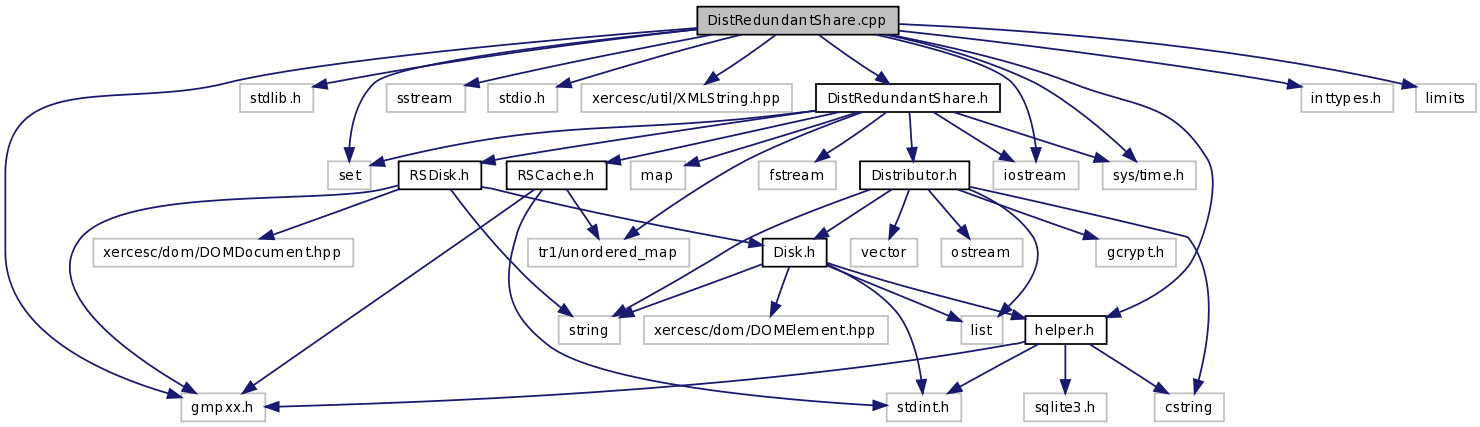 DistRedundantShare.cpp
stdlib.h
sstream
stdio.h
xercesc/util/XMLString.hpp
DistRedundantShare.h
inttypes.h
limits
set
RSDisk.h
RSCache.h
map
fstream
Distributor.h
iostream
sys/time.h
xercesc/dom/DOMDocument.hpp
tr1/unordered_map
Disk.h
vector
ostream
gcrypt.h
string
xercesc/dom/DOMElement.hpp
list
helper.h
gmpxx.h
stdint.h
sqlite3.h
cstring